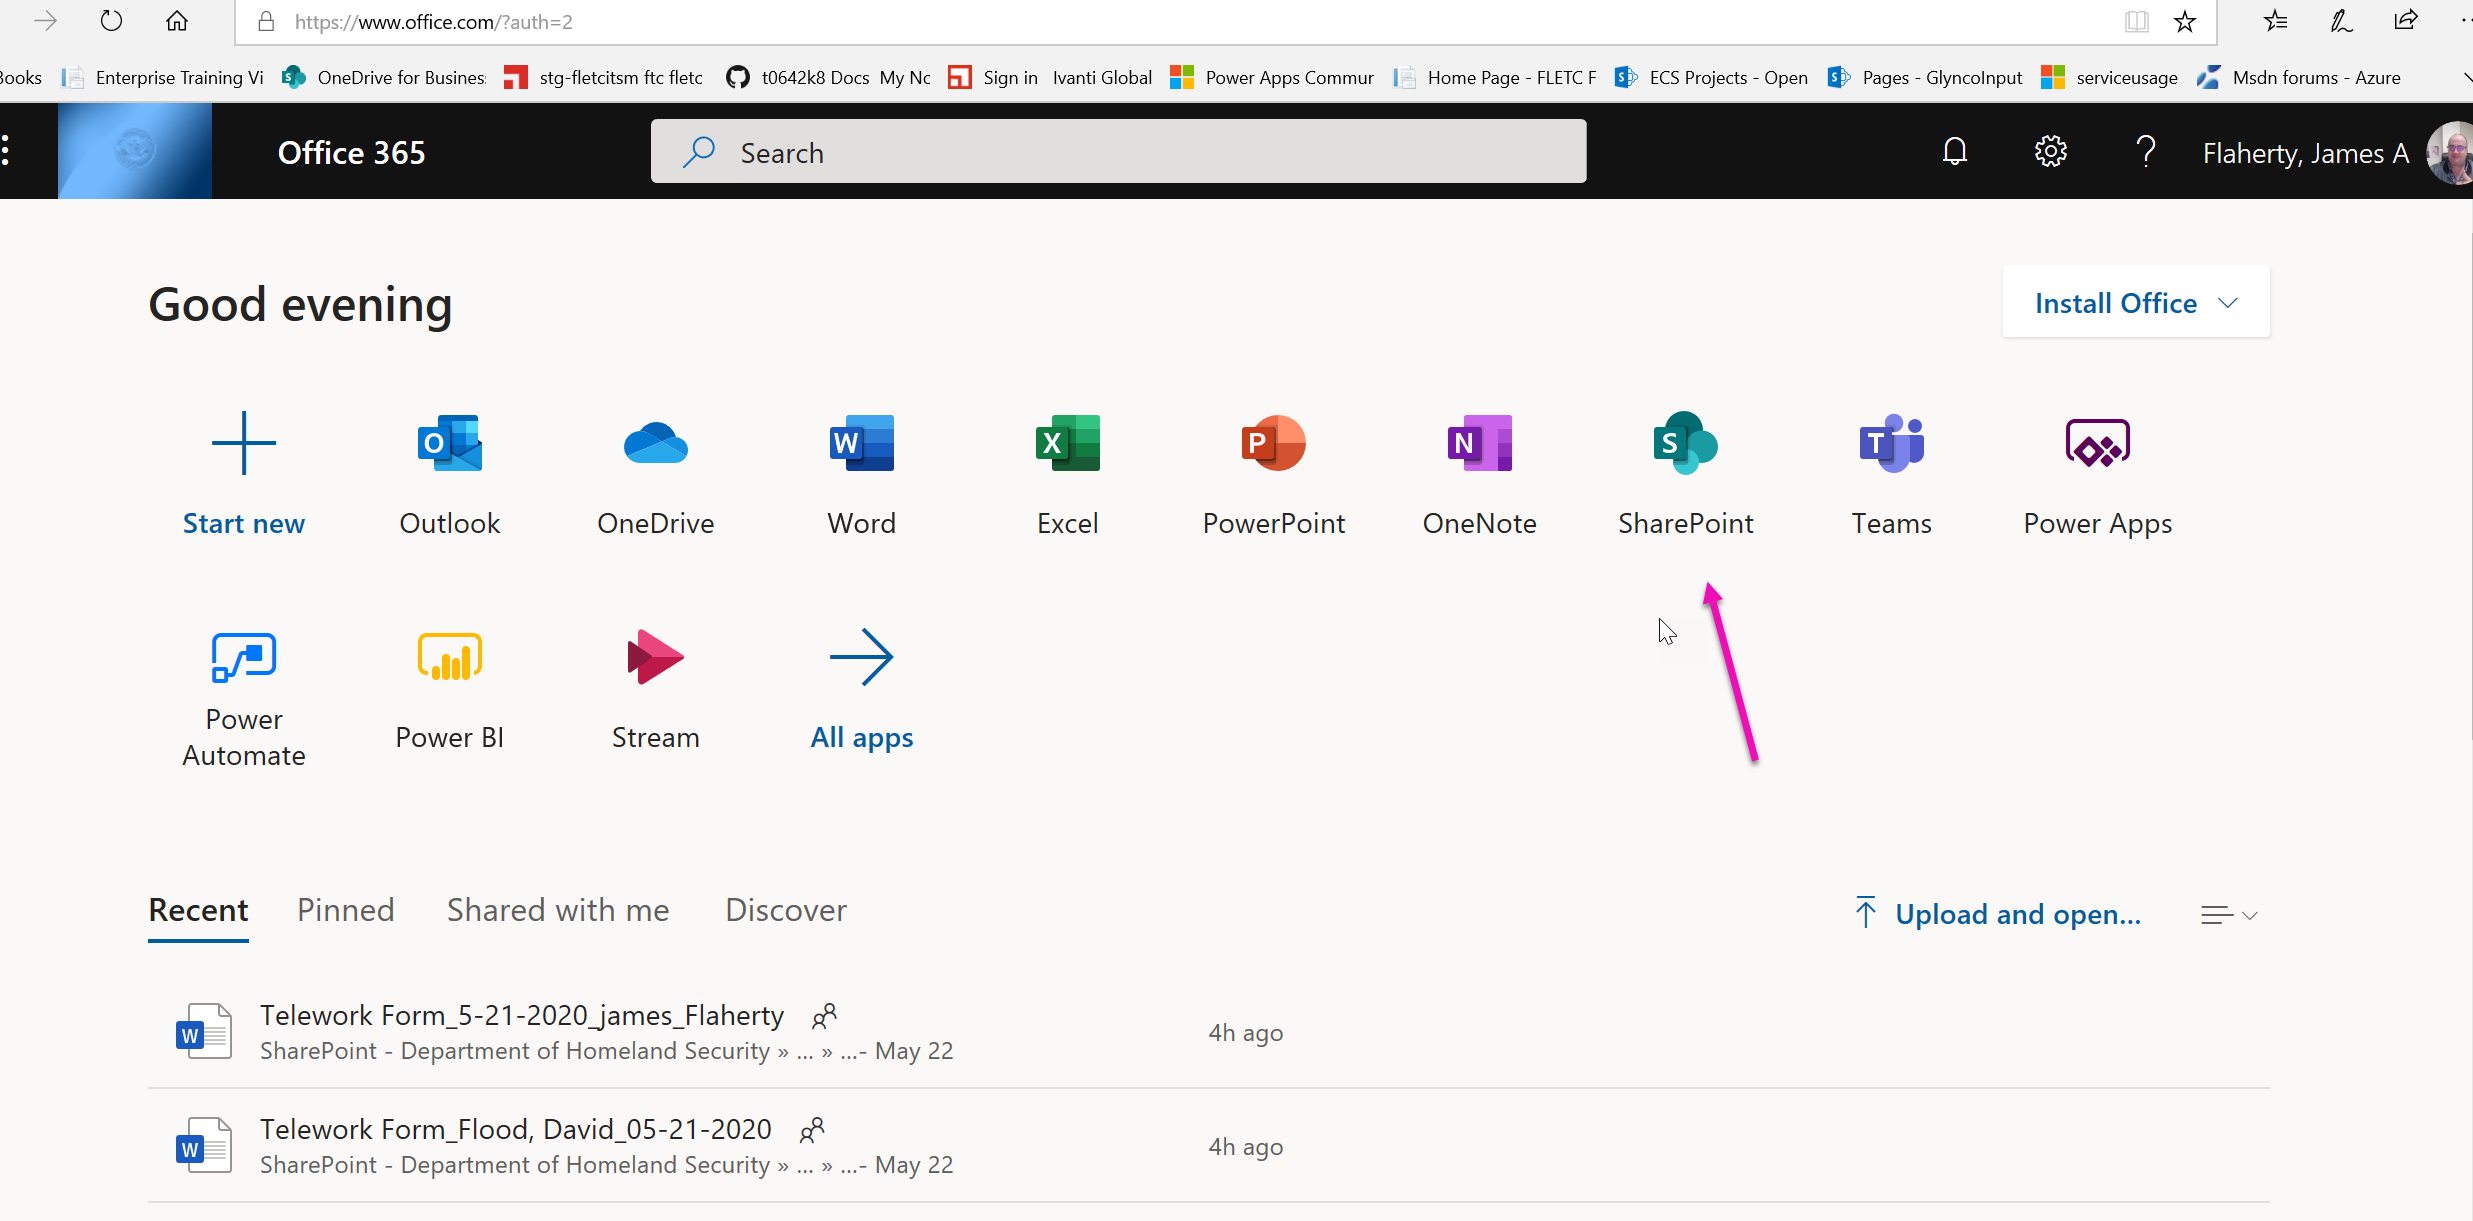 https://www.office.com/?auth=2
Books Enterprise Training Vi OneDrive for Busines stg-fletcitsm ftc fletc t0642k8 Docs My Nc Sign in Ivanti Global Power Apps Commur Home Page - FLETC F ECS Projects - Open Pages - GlyncoInput serviceusage Msdn forums - Azure
Office 365 Search Flaherty, James A
Good evening
Install Office
Start new Outlook OneDrive Word Excel PowerPoint OneNote SharePoint Teams Power Apps
Power
Automate Power BI Stream All apps
Recent Pinned Shared with me Discover
Upload and open...
Telework Form_5-21-2020_james_Flaherty
SharePoint - Department of Homeland Security » ... » ...- May 22
4h ago
Telework Form_Flood, David_05-21-2020
SharePoint - Department of Homeland Security » ... » ...- May 22
4h ago